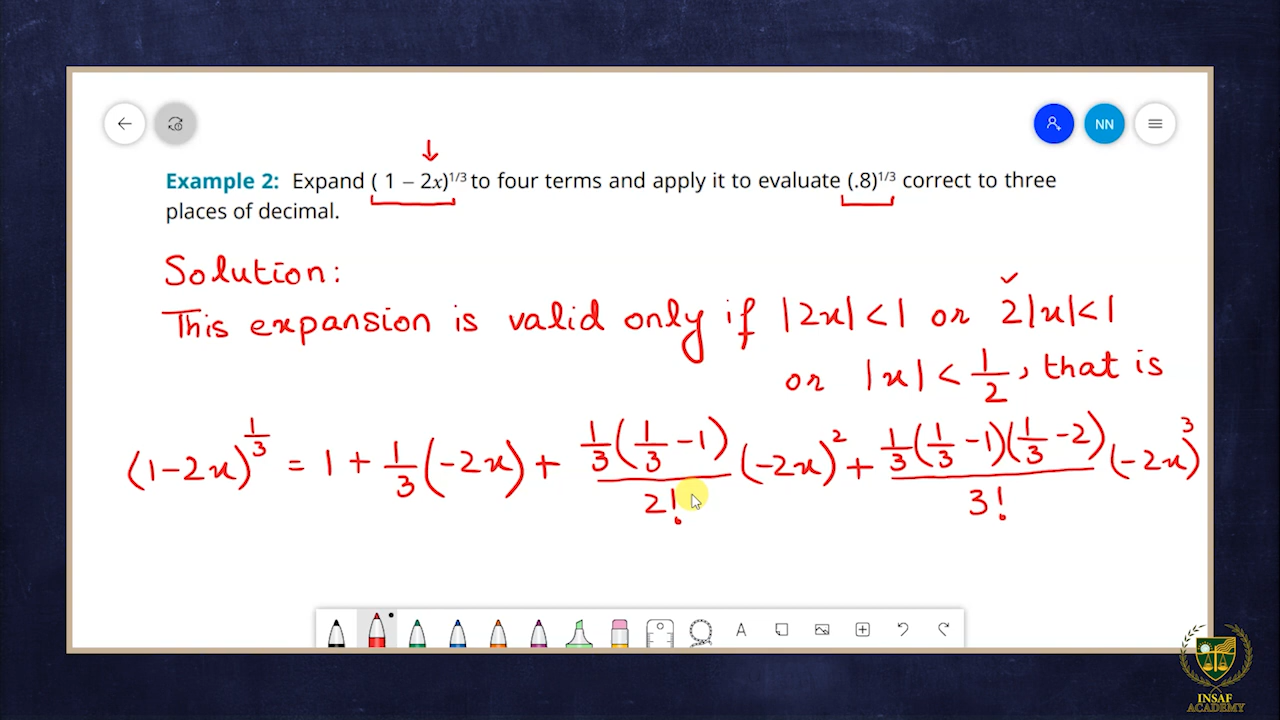 NN
Example 2: Expand ( 1 − 2x)^1/3 to four terms and apply it to evaluate (.8)^1/3 correct to three
places of decimal.
Solution:
This expansion is valid only if |2x| < 1 or 2|x| < 1
or |x| < 1/2, that is
(1-2x)^1/3 = 1 + 1/3 (-2x) + 1/3(1/3 -1)/2! (-2x)^2 + 1/3(1/3 -1)(1/3 -2)/3! (-2x)^3
A
INSAF
ACADEMY